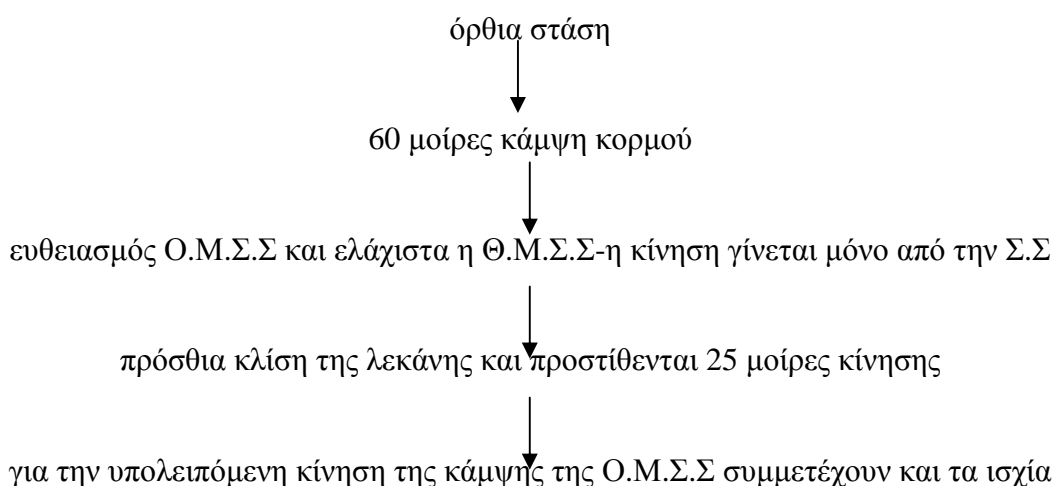 όρθια στάση
60 μοίρες κάμψη κορμού
ευθειασμός Ο.Μ.Σ.Σ και ελάχιστα η Θ.Μ.Σ.Σ-η κίνηση γίνεται μόνο από την Σ.Σ
πρόσθια κλίση της λεκάνης και προστίθενται 25 μοίρες κίνησης
για την υπολειπόμενη κίνηση της κάμψης της Ο.Μ.Σ.Σ συμμετέχουν και τα ισχία